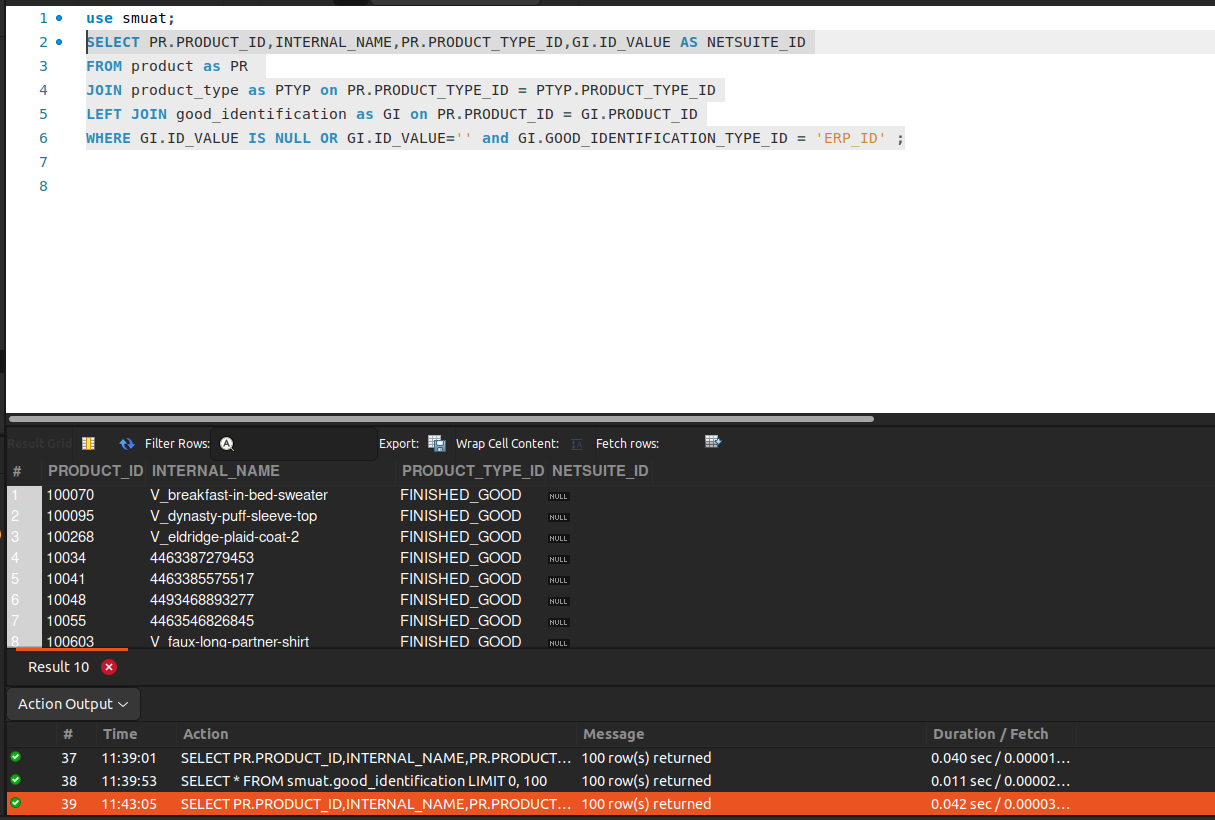 1 use smuat;
2 SELECT PR.PRODUCT_ID,INTERNAL_NAME,PR.PRODUCT_TYPE_ID,GI.ID_VALUE AS NETSUITE_ID
3 FROM product as PR
4 JOIN product_type as PTYP on PR.PRODUCT_TYPE_ID = PTYP.PRODUCT_TYPE_ID
5 LEFT JOIN good_identification as GI on PR.PRODUCT_ID = GI.PRODUCT_ID
6 WHERE GI.ID_VALUE IS NULL OR GI.ID_VALUE='' and GI.GOOD_IDENTIFICATION_TYPE_ID = 'ERP_ID' ;
7
8
Result Grid Filter Rows: A Export: Wrap Cell Content: IA Fetch rows:
# PRODUCT_ID INTERNAL_NAME PRODUCT_TYPE_ID NETSUITE_ID
1 100070 V_breakfast-in-bed-sweater FINISHED_GOOD NULL
2 100095 V_dynasty-puff-sleeve-top FINISHED_GOOD NULL
3 100268 V_eldridge-plaid-coat-2 FINISHED_GOOD NULL
4 10034 4463387279453 FINISHED_GOOD NULL
5 10041 4463385575517 FINISHED_GOOD NULL
6 10048 4493468893277 FINISHED_GOOD NULL
7 10055 4463546826845 FINISHED_GOOD NULL
8 100603 V_faux-long-partner-shirt FINISHED_GOOD NULL
Result 10
Action Output
# Time Action Message Duration / Fetch
37 11:39:01 SELECT PR.PRODUCT_ID,INTERNAL_NAME,PR.PRODUCT... 100 row(s) returned 0.040 sec / 0.00001...
38 11:39:53 SELECT * FROM smuat.good_identification LIMIT 0, 100 100 row(s) returned 0.011 sec / 0.00002...
39 11:43:05 SELECT PR.PRODUCT_ID,INTERNAL_NAME,PR.PRODUCT... 100 row(s) returned 0.042 sec / 0.00003...